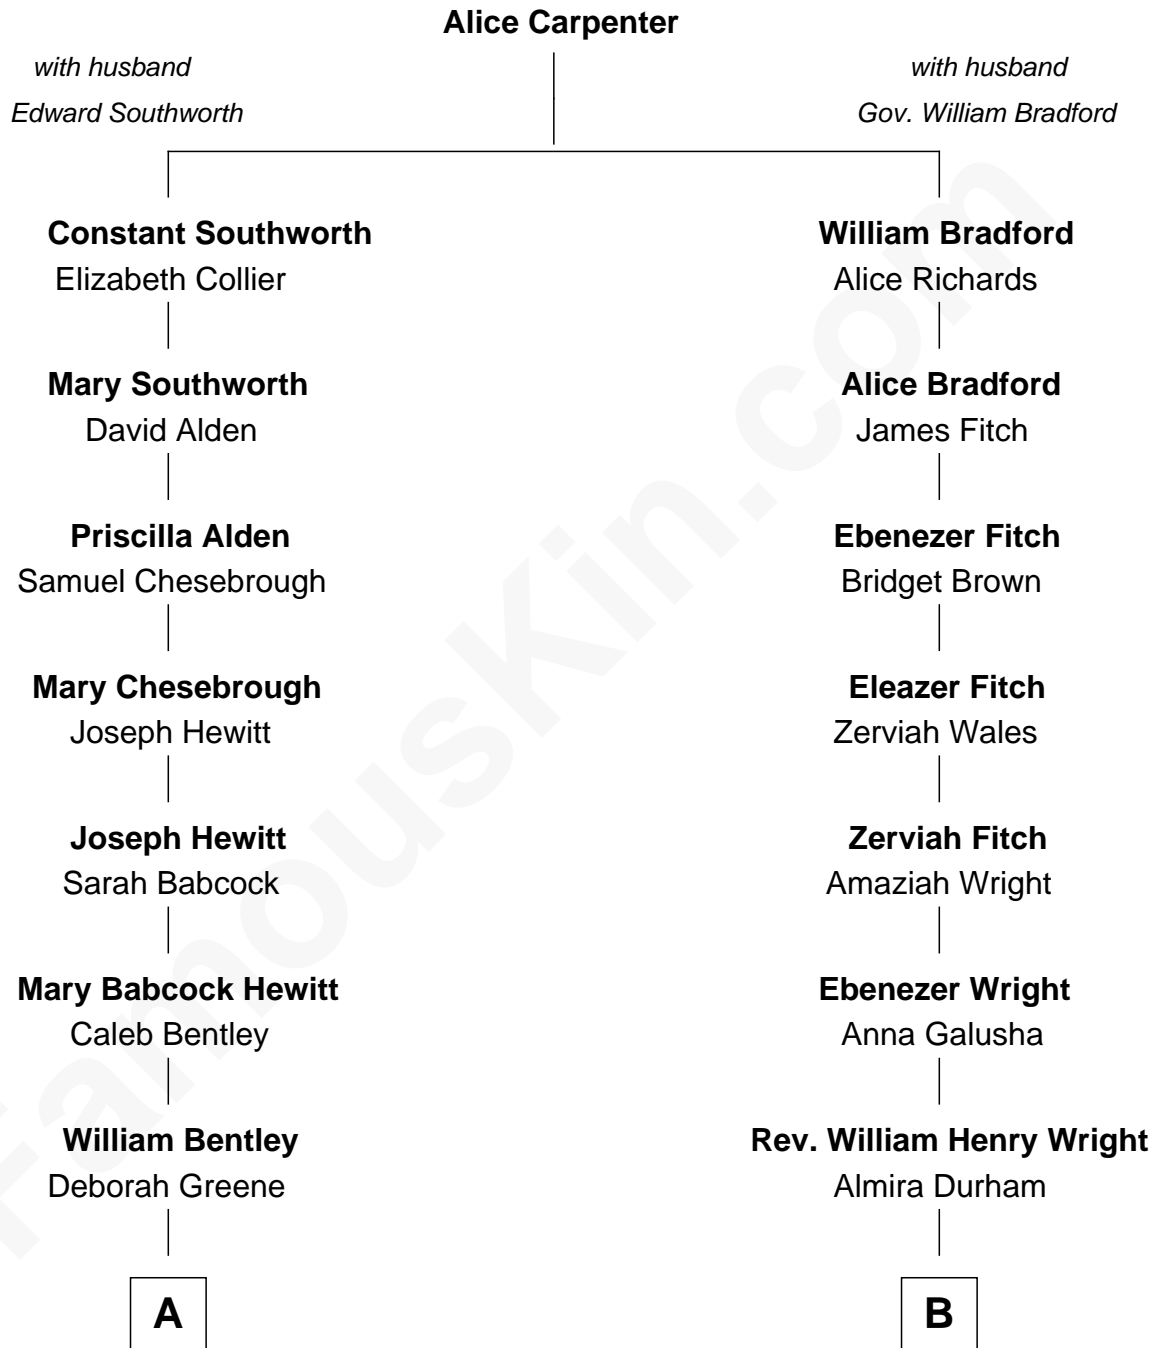 Alice Carpenter
with husband
Edward Southworth
with husband
Gov. William Bradford
Constant Southworth
Elizabeth Collier
William Bradford
Alice Richards
Mary Southworth
David Alden
Alice Bradford
James Fitch
Priscilla Alden
Samuel Chesebrough
Ebenezer Fitch
Bridget Brown
Mary Chesebrough
Joseph Hewitt
Eleazer Fitch
Zerviah Wales
Joseph Hewitt
Sarah Babcock
Zerviah Fitch
Amaziah Wright
Mary Babcock Hewitt
Caleb Bentley
Ebenezer Wright
Anna Galusha
William Bentley
Deborah Greene
Rev. William Henry Wright
Almira Durham
A
B
FamousKin.com